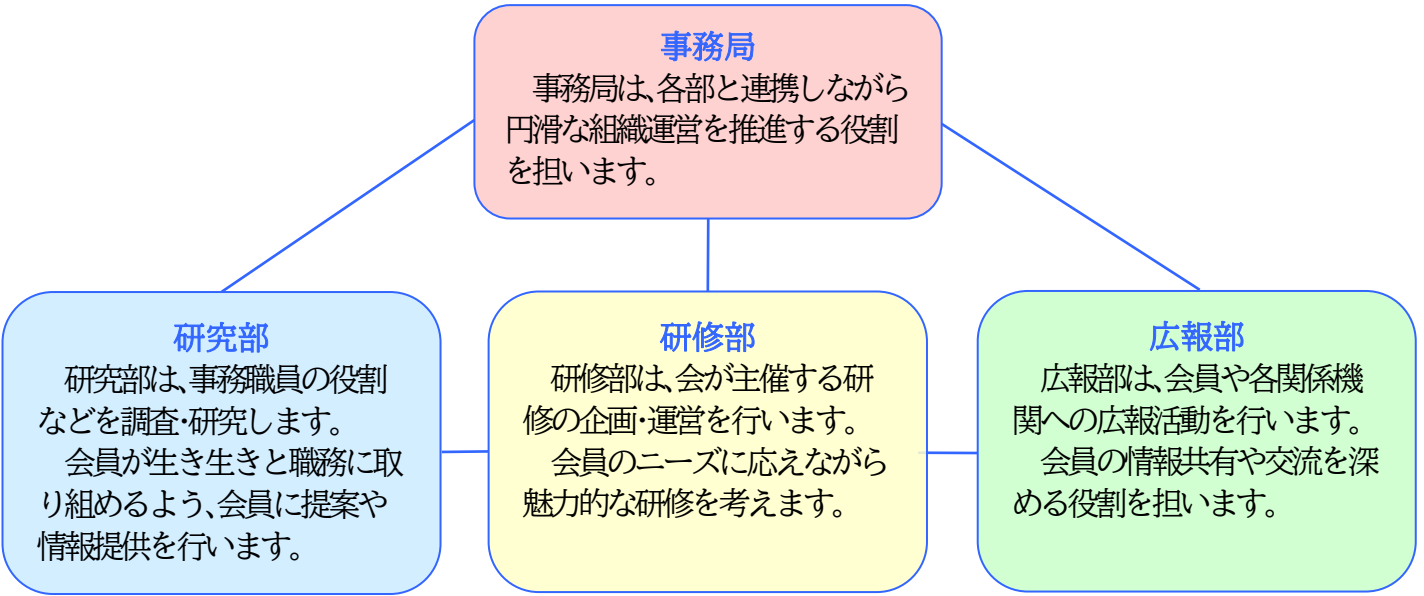 事務局
　事務局は、各部と連携しながら
円滑な組織運営を推進する役割
を担います。
研究部
　研究部は、事務職員の役割
などを調査・研究します。
　会員が生き生きと職務に取
り組めるよう、会員に提案や
情報提供を行います。
研修部
　研修部は、会が主催する研
修の企画・運営を行います。
　会員のニーズに応えながら
魅力的な研修を考えます。
広報部
　広報部は、会員や各関係機
関への広報活動を行います。
　会員の情報共有や交流を深
める役割を担います。